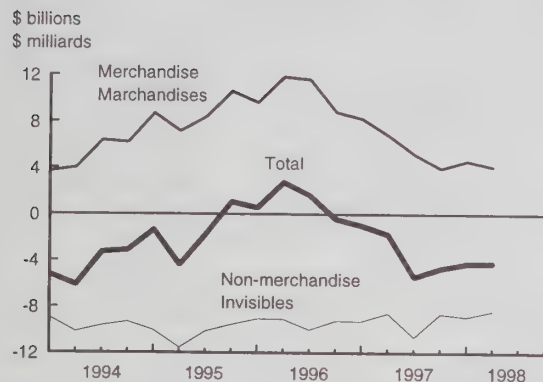 $ billions
$ milliards
12
8
4
0
-4
-8
-12
Merchandise
Marchandises
Total
Non-merchandise
Invisibles
1994 1995 1996 1997 1998